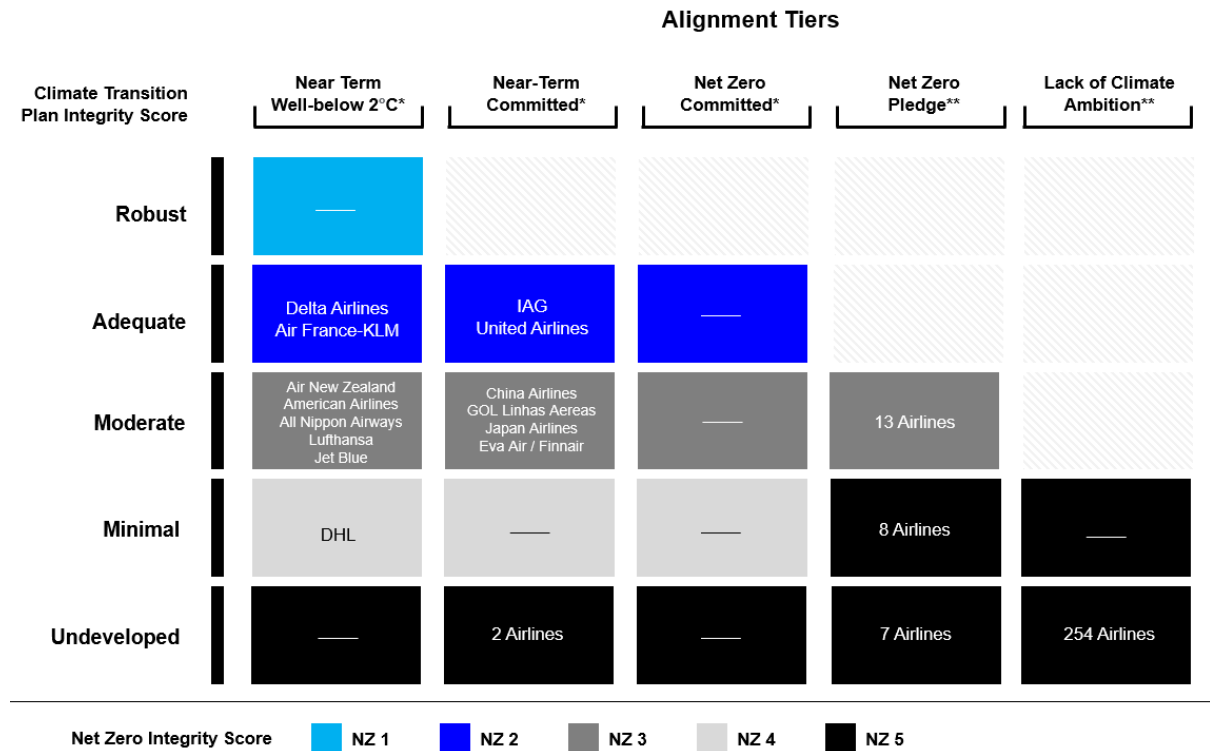 Alignment Tiers
Climate Transition
Plan Integrity Score
Near Term
Well-below 2°C*
Near-Term
Committed*
Net Zero
Committed*
Net Zero
Pledge**
Lack of Climate
Ambition**
Robust
Adequate
Delta Airlines
Air France-KLM
IAG
United Airlines
Moderate
Air New Zealand
American Airlines
All Nippon Airways
Lufthansa
Jet Blue
China Airlines
GOL Linhas Aereas
Japan Airlines
Eva Air / Finnair
13 Airlines
Minimal
DHL
8 Airlines
Undeveloped
2 Airlines
7 Airlines
254 Airlines
Net Zero Integrity Score
NZ 1
NZ 2
NZ 3
NZ 4
NZ 5